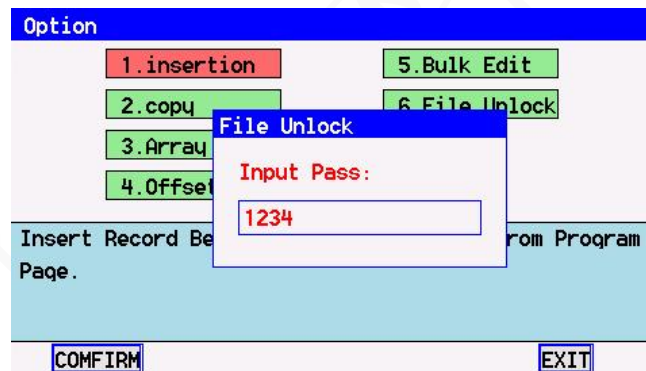 Option
1.insertion
5.Bulk Edit
2.copy
6.File Unlock
File Unlock
3.Array
Input Pass:
4.Offset
1234
Insert Record Be
rom Program
Page.
COMFIRM
EXIT